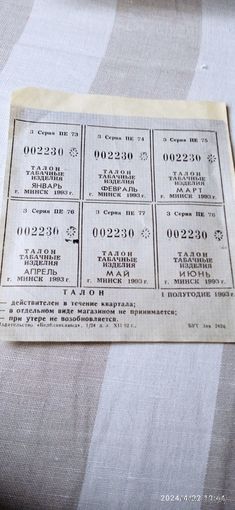 3 Серия ПЕ 73
002230
ТАЛОН
ТАБАЧНЫЕ
ИЗДЕЛИЯ
ЯНВАРЬ
г. МИНСК 1993 г.
3 Серия ПЕ 74
002230
ТАЛОН
ТАБАЧНЫЕ
ИЗДЕЛИЯ
ФЕВРАЛЬ
г. МИНСК 1993 г.
3 Серия ПЕ 75
002230
ТАЛОН
ТАБАЧНЫЕ
ИЗДЕЛИЯ
МАРТ
г. МИНСК 1993 г.
3 Серия ПЕ 76
002230
ТАЛОН
ТАБАЧНЫЕ
ИЗДЕЛИЯ
АПРЕЛЬ
г. МИНСК 1993 г.
3 Серия ПЕ 77
002230
ТАЛОН
ТАБАЧНЫЕ
ИЗДЕЛИЯ
МАЙ
г. МИНСК 1993 г.
3 Серия ПЕ 78
002230
ТАЛОН
ТАБАЧНЫЕ
ИЗДЕЛИЯ
ИЮНЬ
г. МИНСК 1993 г.
ТАЛОН I ПОЛУГОДИЕ 1993 г.
— действителен в течение квартала;
— в отдельном виде магазином не принимается;
— при утере не возобновляется.
2024/4/22